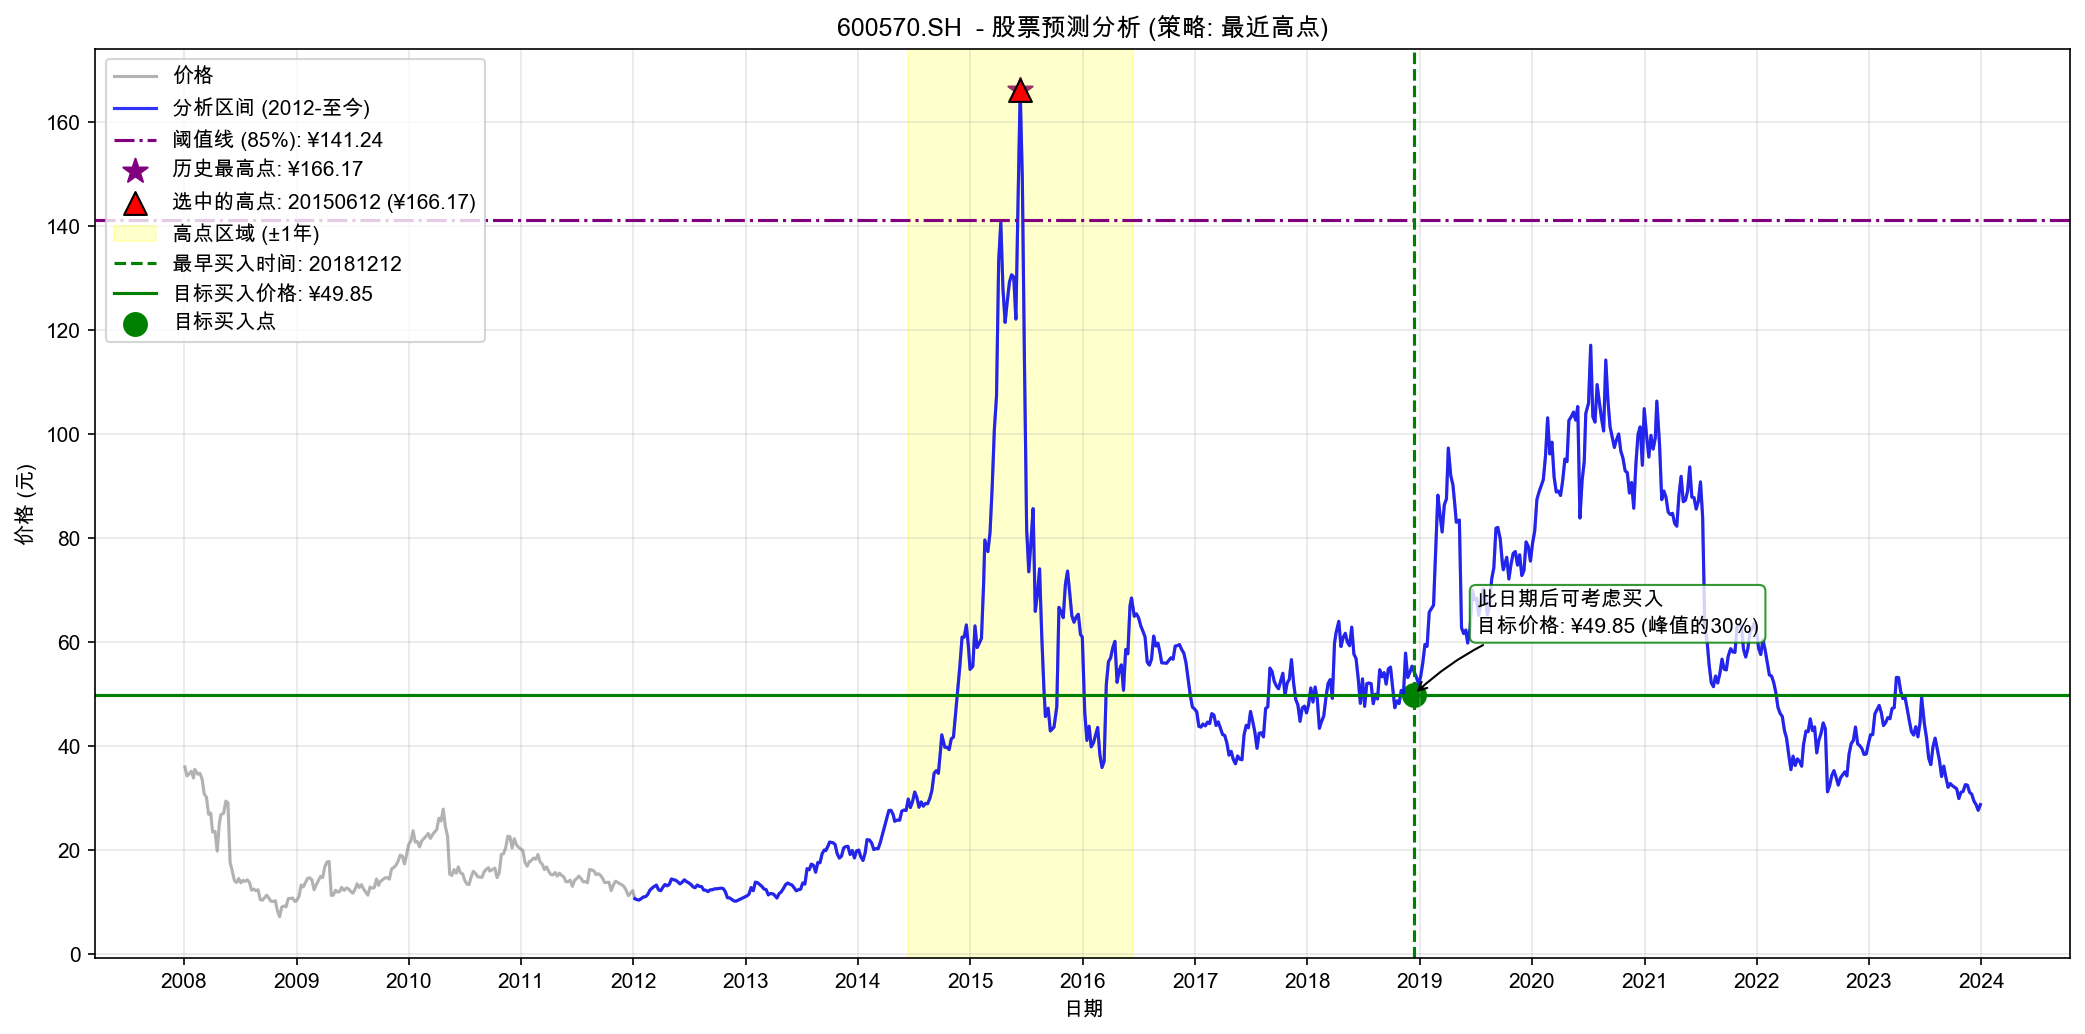 600570.SH - 股票预测分析 (策略: 最近高点)
价格
分析区间 (2012-至今)
阈值线 (85%): ¥141.24
历史最高点: ¥166.17
选中的高点: 20150612 (¥166.17)
高点区域 (±1年)
最早买入时间: 20181212
目标买入价格: ¥49.85
目标买入点
160
140
120
100
80
60
40
20
0
价格 (元)
此日期后可考虑买入
目标价格: ¥49.85 (峰值的30%)
2008 2009 2010 2011 2012 2013 2014 2015 2016 2017 2018 2019 2020 2021 2022 2023 2024
日期